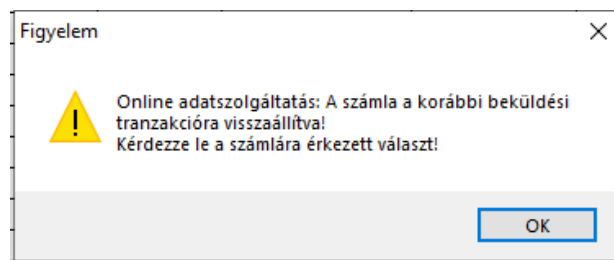 Figyelem
Online adatszolgáltatás: A számla a korábbi beküldési
tranzakcióra visszaállítva!
Kérdezze le a számlára érkezett választ!
OK